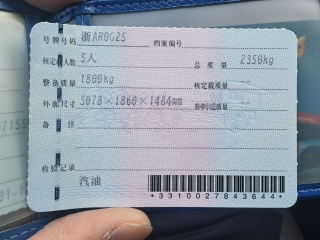 号牌号码 浙AR0G25 档案编号
核定载人数 5人 总质量 2350kg
整备质量 1800kg 核定载质量 --
外廓尺寸 5078×1860×1484mm 准牵引总质量 --
备注
检验记录
汽油
*3310027843644*